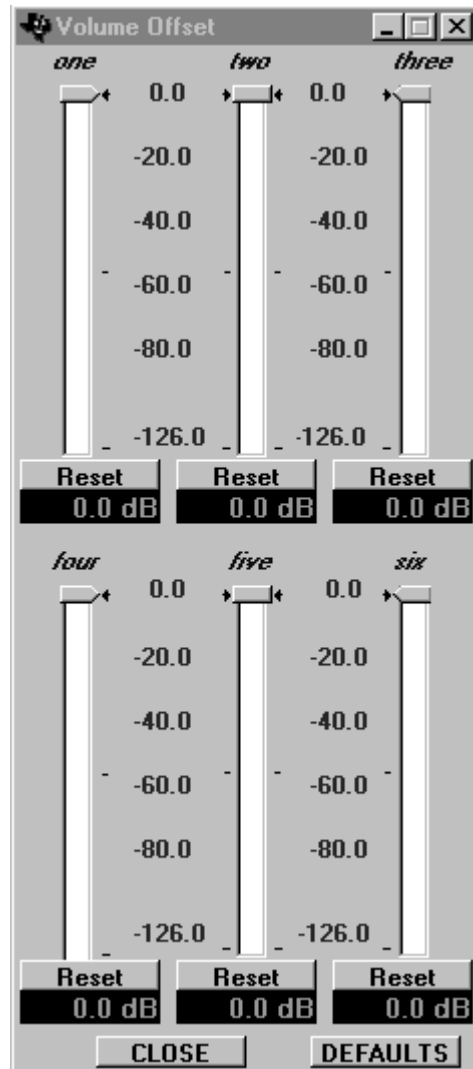 Volume Offset
one two three
0.0 0.0
-20.0 -20.0
-40.0 -40.0
-60.0 -60.0
-80.0 -80.0
-126.0 -126.0
Reset Reset Reset
0.0 dB 0.0 dB 0.0 dB
four five six
0.0 0.0
-20.0 -20.0
-40.0 -40.0
-60.0 -60.0
-80.0 -80.0
-126.0 -126.0
Reset Reset Reset
0.0 dB 0.0 dB 0.0 dB
CLOSE DEFAULTS